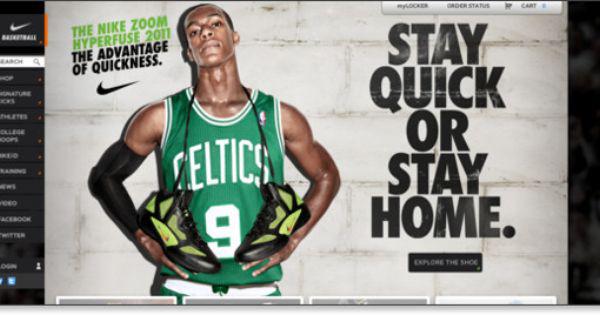 myLOCKER ORDER STATUS CART 0
BASKETBALL
SEARCH
SHOP
SIGNATURE
KICKS
ATHLETES
COLLEGE
HOOPS
NIKEiD
TRAINING
NEWS
VIDEO
FACEBOOK
TWITTER
LOGIN
THE NIKE ZOOM
HYPERFUSE 2011
THE ADVANTAGE
OF QUICKNESS.
CELTICS
9
STAY
QUICK
OR
STAY
HOME.
EXPLORE THE SHOE